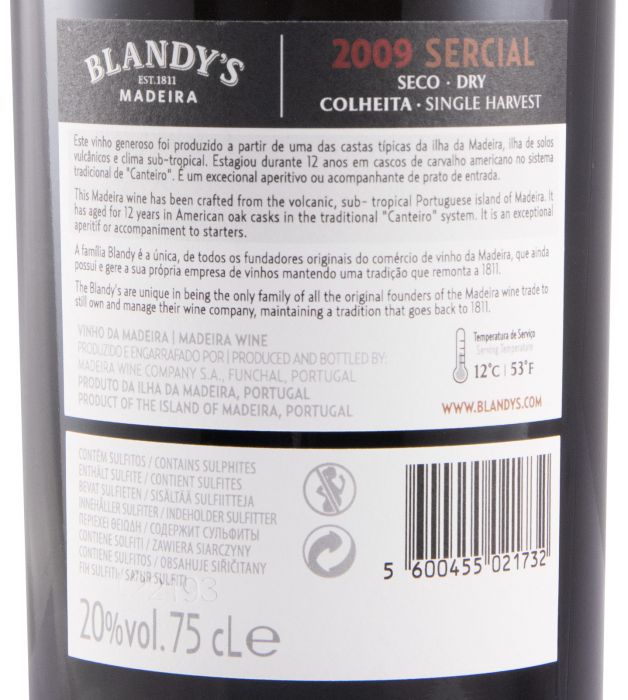 BLANDY'S
EST. 1811
MADEIRA
2009 SERCIAL
SECO · DRY
COLHEITA · SINGLE HARVEST
Este vinho generoso foi produzido a partir de uma das castas típicas da ilha da Madeira, ilha de solos
vulcânicos e clima sub-tropical. Estagiou durante 12 anos em cascos de carvalho americano no sistema
tradicional de "Canteiro". É um excecional aperitivo ou acompanhante de prato de entrada.
This Madeira wine has been crafted from the volcanic, sub- tropical Portuguese island of Madeira. It
has aged for 12 years in American oak casks in the traditional "Canteiro" system. It is an exceptional
aperitif or accompaniment to starters.
A família Blandy é a única, de todos os fundadores originais do comércio de vinho da Madeira, que ainda
possui e gere a sua própria empresa de vinhos mantendo uma tradição que remonta a 1811.
The Blandy's are unique in being the only family of all the original founders of the Madeira wine trade to
still own and manage their wine company, maintaining a tradition that goes back to 1811.
VINHO DA MADEIRA | MADEIRA WINE
PRODUZIDO E ENGARRAFADO POR | PRODUCED AND BOTTLED BY:
MADEIRA WINE COMPANY S.A., FUNCHAL, PORTUGAL
PRODUTO DA ILHA DA MADEIRA, PORTUGAL
PRODUCT OF THE ISLAND OF MADEIRA, PORTUGAL
Temperatura de Serviço
Serving Temperature
12°C | 53°F
WWW.BLANDYS.COM
CONTÉM SULFITOS / CONTAINS SULPHITES
ENTHÄLT SULFITE / CONTIENT SULFITES
BEVAT SULFIETEN / SISÄLTÄÄ SULFIITTEJA
INNEHÅLLER SULFITER / INDEHOLDER SULFITTER
ΠΕΡΙΕΧΕΙ ΘΕΙΩΔΗ / СОДЕРЖИТ СУЛЬФИТЫ
CONTIENE SOLFITI / ZAWIERA SIARCZYNY
CONTIENE SULFITOS / OBSAHUJE SIŘIČITANY
SULFITI
20%vol. 75 cLe
5 600455 021732